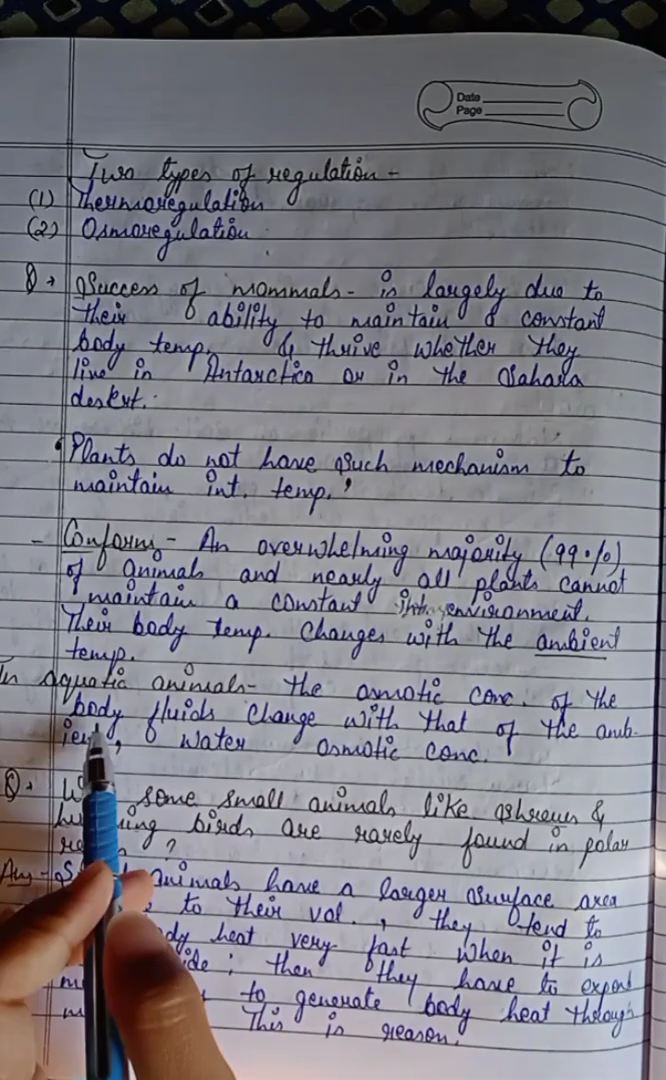 Date
Page
Two types of regulation -
(1) Thermoregulation
(2) Osmoregulation
Q→ Success of mammals - is largely due to
their ability to maintain a constant
body temp. & thrive whether they
live in Antarctica or in the Sahara
desert.
• Plants do not have such mechanism to
maintain int. temp.
- Conform - An overwhelming majority (99%)
of animals and nearly all plants cannot
maintain a constant int. environment.
Their body temp. changes with the ambient
temp.
In aquatic animals - the osmotic conc. of the
body fluids change with that of the amb-
water osmotic conc.
Q. some small animals like shrews &
birds are rarely found in polar
?
Ans - animals have a larger surface area
to their vol., they tend to
heat very fast when it is
; then they have to expend
to generate body heat through
This is reason.